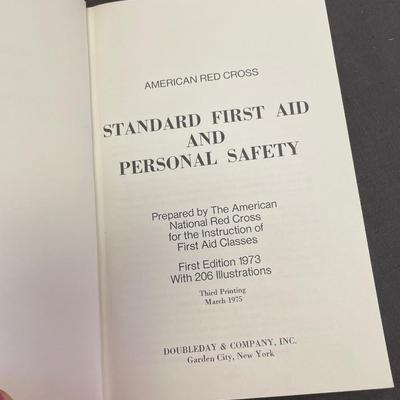 AMERICAN RED CROSS
STANDARD FIRST AID
AND
PERSONAL SAFETY
Prepared by The American
National Red Cross
for the Instruction of
First Aid Classes
First Edition 1973
With 206 Illustrations
Third Printing
March 1975
DOUBLEDAY & COMPANY, INC.
Garden City, New York